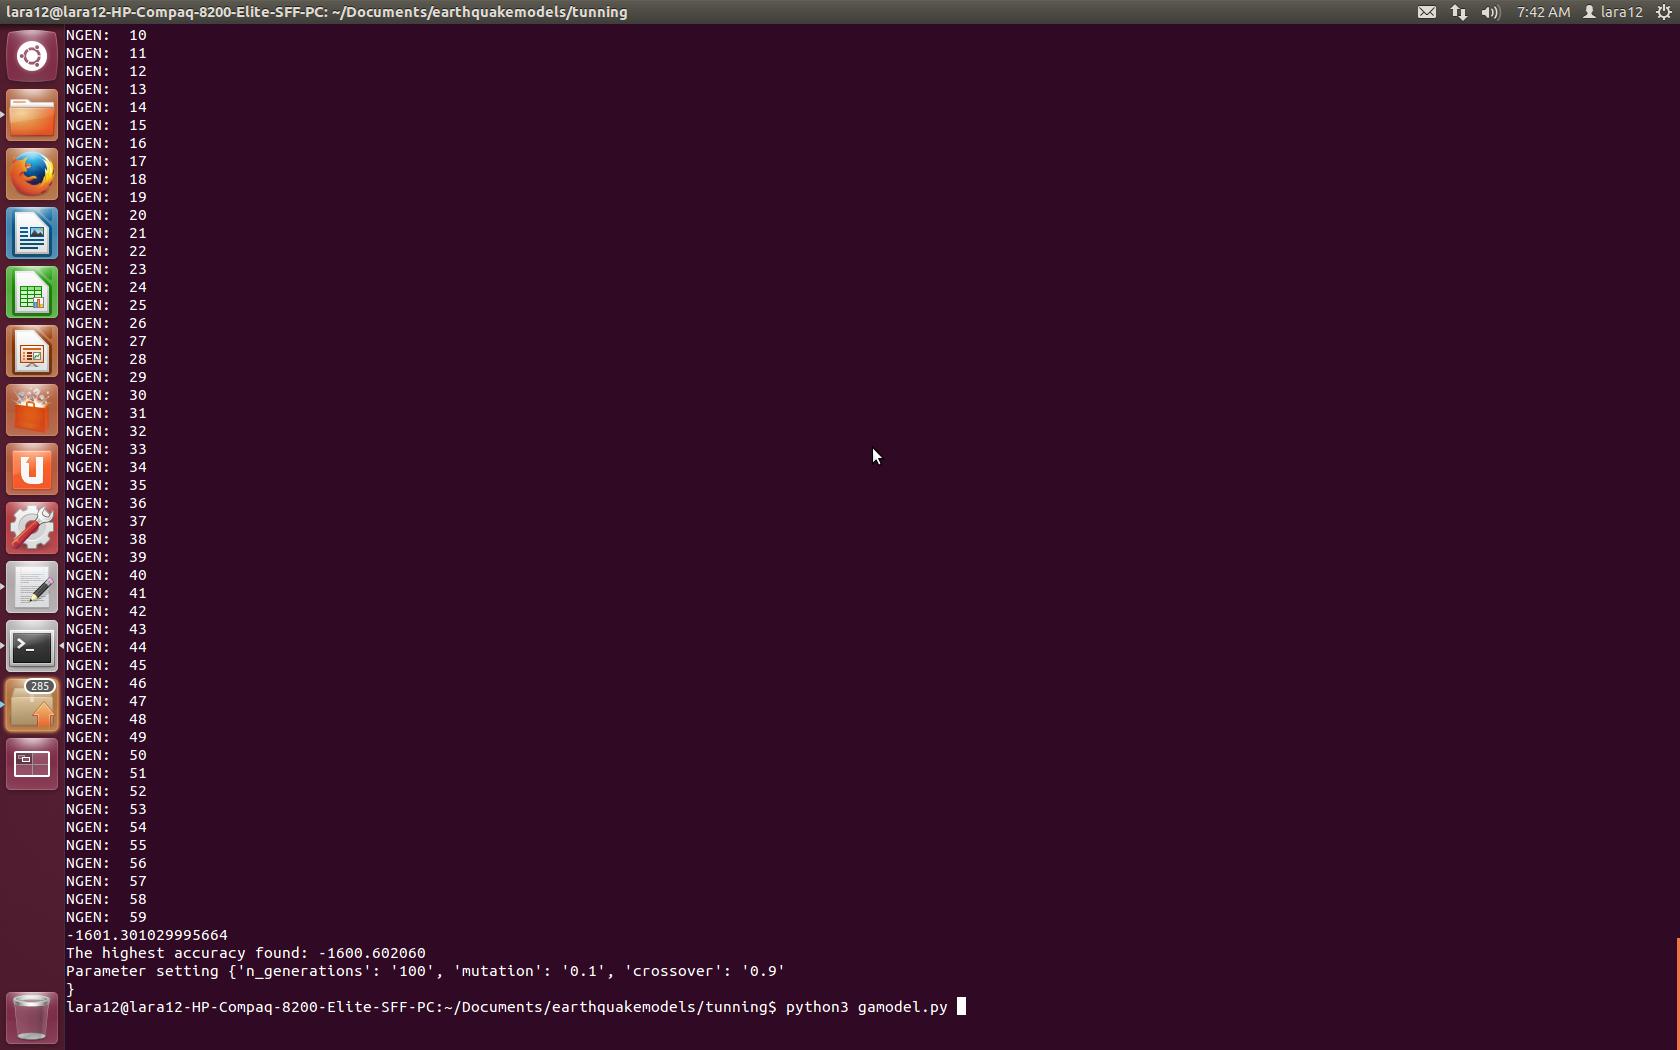 lara12@lara12-HP-Compaq-8200-Elite-SFF-PC: ~/Documents/earthquakemodels/tunning
7:42 AM
lara12
NGEN:  10
NGEN:  11
NGEN:  12
NGEN:  13
NGEN:  14
NGEN:  15
NGEN:  16
NGEN:  17
NGEN:  18
NGEN:  19
NGEN:  20
NGEN:  21
NGEN:  22
NGEN:  23
NGEN:  24
NGEN:  25
NGEN:  26
NGEN:  27
NGEN:  28
NGEN:  29
NGEN:  30
NGEN:  31
NGEN:  32
NGEN:  33
NGEN:  34
NGEN:  35
NGEN:  36
NGEN:  37
NGEN:  38
NGEN:  39
NGEN:  40
NGEN:  41
NGEN:  42
NGEN:  43
NGEN:  44
NGEN:  45
NGEN:  46
NGEN:  47
NGEN:  48
NGEN:  49
NGEN:  50
NGEN:  51
NGEN:  52
NGEN:  53
NGEN:  54
NGEN:  55
NGEN:  56
NGEN:  57
NGEN:  58
NGEN:  59
-1601.301029995664
The highest accuracy found: -1600.602060
Parameter setting {'n_generations': '100', 'mutation': '0.1', 'crossover': '0.9'
}
lara12@lara12-HP-Compaq-8200-Elite-SFF-PC:~/Documents/earthquakemodels/tunning$ python3 gamodel.py
285